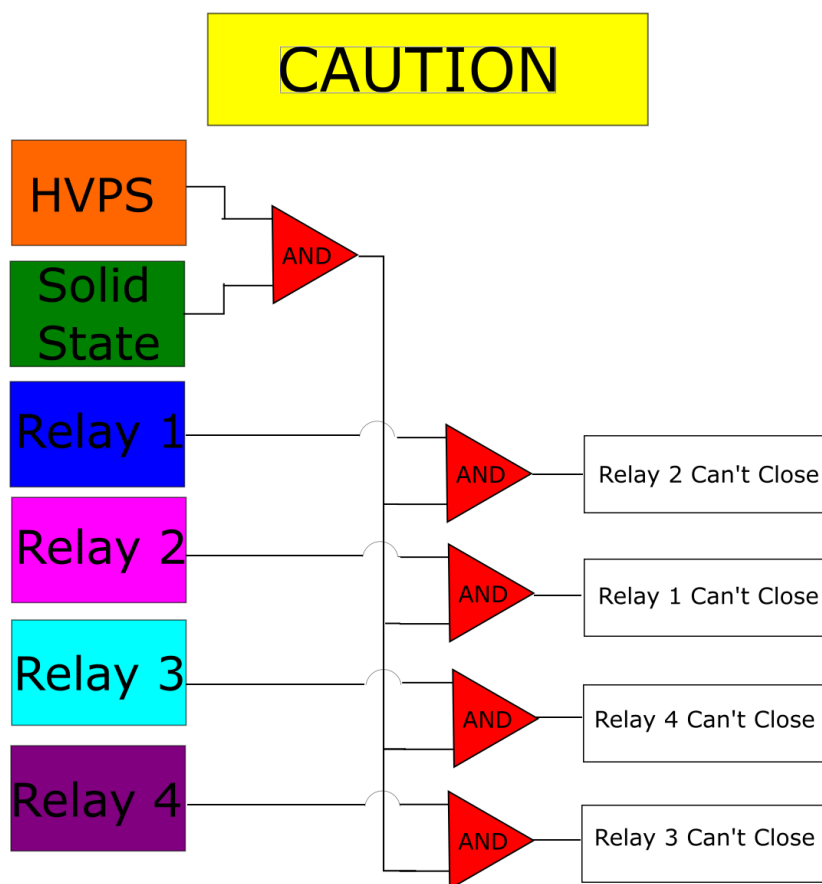 CAUTION
HVPS
AND
Solid
State
Relay 1
AND
Relay 2 Can't Close
Relay 2
AND
Relay 1 Can't Close
Relay 3
AND
Relay 4 Can't Close
Relay 4
AND
Relay 3 Can't Close